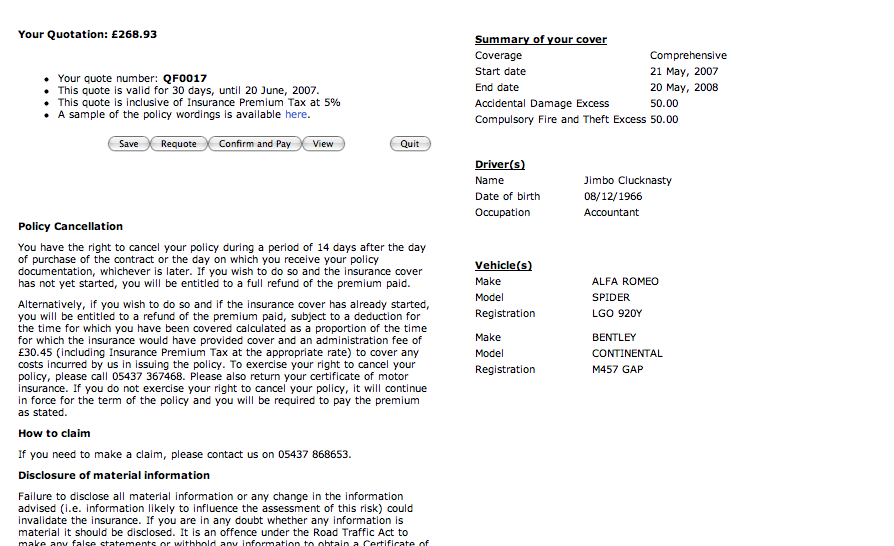 Your Quotation: £268.93
Your quote number: QF0017
This quote is valid for 30 days, until 20 June, 2007.
This quote is inclusive of Insurance Premium Tax at 5%
A sample of the policy wordings is available here.
Save Requote Confirm and Pay View Quit
Policy Cancellation
You have the right to cancel your policy during a period of 14 days after the day
of purchase of the contract or the day on which you receive your policy
documentation, whichever is later. If you wish to do so and the insurance cover
has not yet started, you will be entitled to a full refund of the premium paid.
Alternatively, if you wish to do so and if the insurance cover has already started,
you will be entitled to a refund of the premium paid, subject to a deduction for
the time for which you have been covered calculated as a proportion of the time
for which the insurance would have provided cover and an administration fee of
£30.45 (including Insurance Premium Tax at the appropriate rate) to cover any
costs incurred by us in issuing the policy. To exercise your right to cancel your
policy, please call 05437 367468. Please also return your certificate of motor
insurance. If you do not exercise your right to cancel your policy, it will continue
in force for the term of the policy and you will be required to pay the premium
as stated.
How to claim
If you need to make a claim, please contact us on 05437 868653.
Disclosure of material information
Failure to disclose all material information or any change in the information
advised (i.e. information likely to influence the assessment of this risk) could
invalidate the insurance. If you are in any doubt whether any information is
material it should be disclosed. It is an offence under the Road Traffic Act to
make any false statements or withhold any information to obtain a Certificate of
Summary of your cover
Coverage Comprehensive
Start date 21 May, 2007
End date 20 May, 2008
Accidental Damage Excess 50.00
Compulsory Fire and Theft Excess 50.00
Driver(s)
Name Jimbo Clucknasty
Date of birth 08/12/1966
Occupation Accountant
Vehicle(s)
Make ALFA ROMEO
Model SPIDER
Registration LGO 920Y
Make BENTLEY
Model CONTINENTAL
Registration M457 GAP